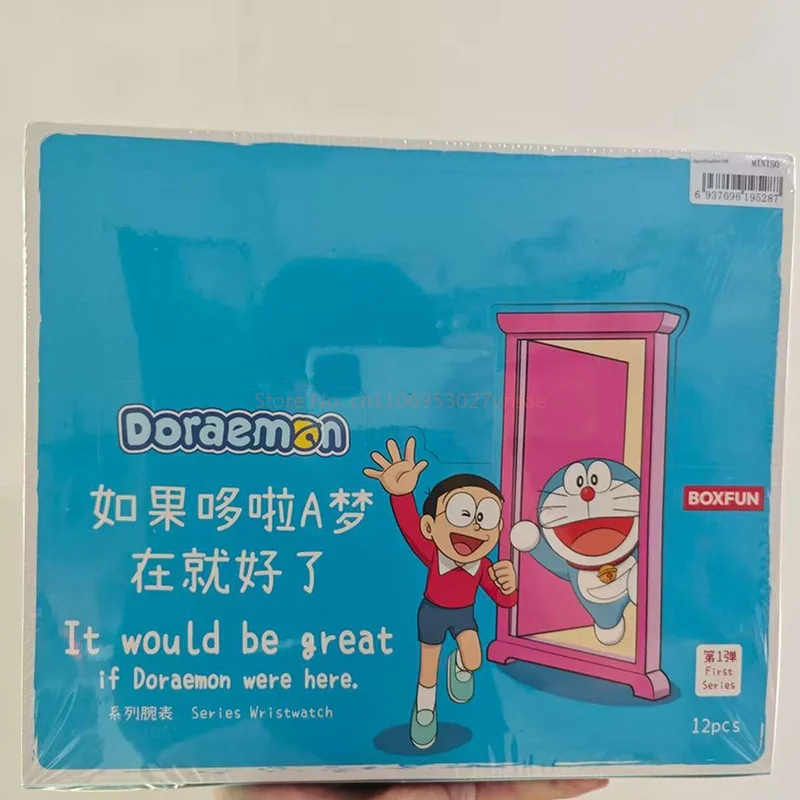 MINISO
6 937096 195287
Doraemon
如果哆啦A梦
在就好了
It would be great
if Doraemon were here.
系列腕表 Series Wristwatch
BOXFUN
第1弹
First
Series
12pcs